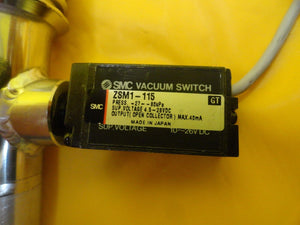 SMC VACUUM SWITCH
ZSM1-115
PRESS. -27~-80kPa
SUP.VOLTAGE 4.5~28VDC
OUTPUT(OPEN COLLECTOR) MAX.40mA
MADE IN JAPAN
SMC
GT
SUP.VOLTAGE 10~26V DC